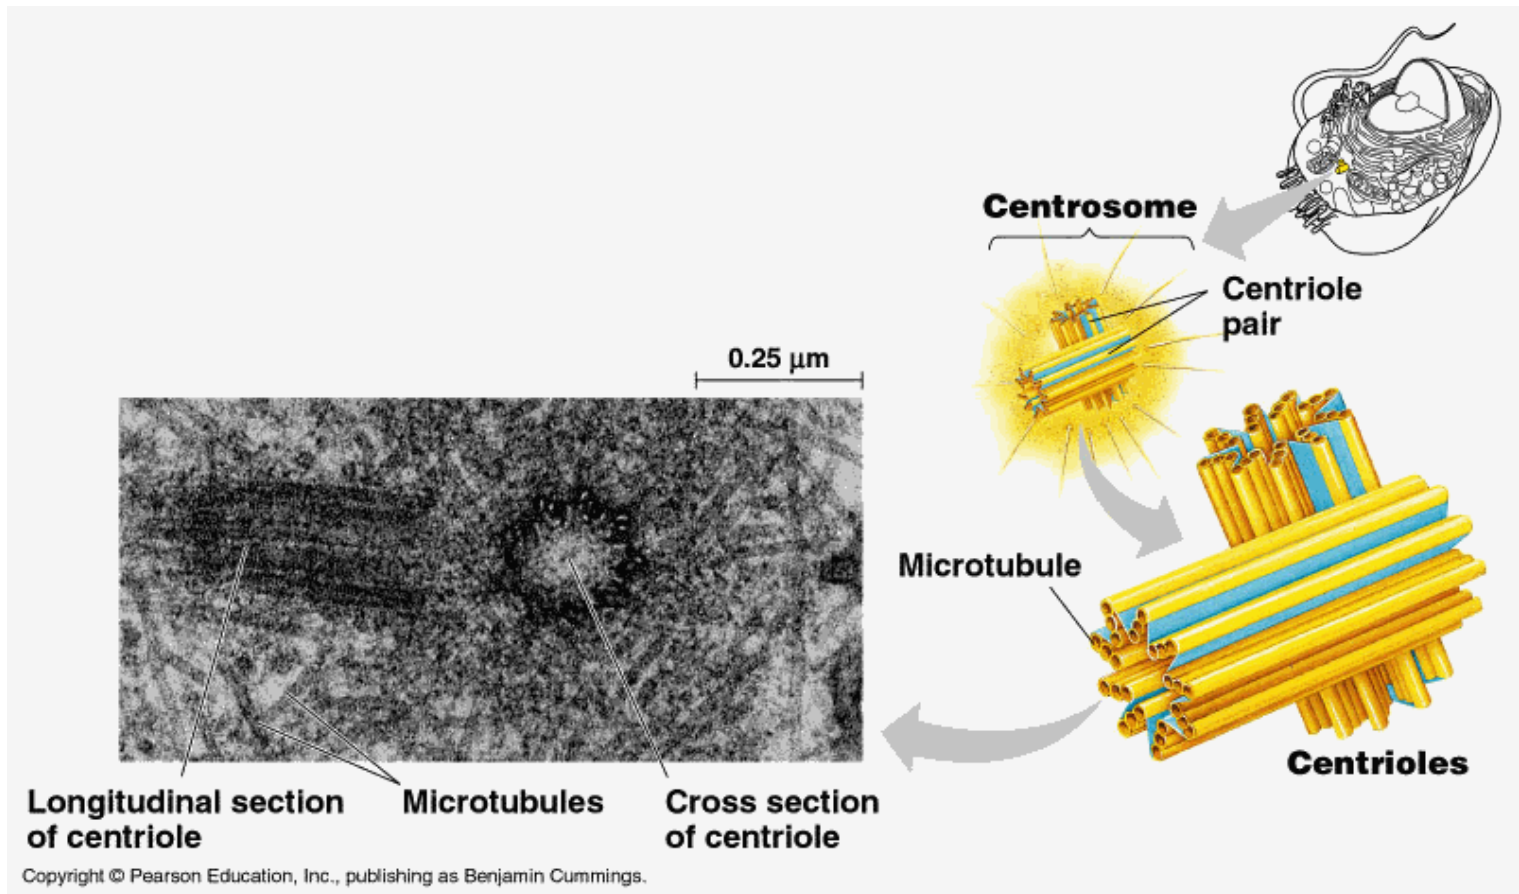 Centrosome
Centriole
pair
0.25 μm
Microtubule
Centrioles
Longitudinal section
of centriole
Microtubules
Cross section
of centriole
Copyright © Pearson Education, Inc., publishing as Benjamin Cummings.